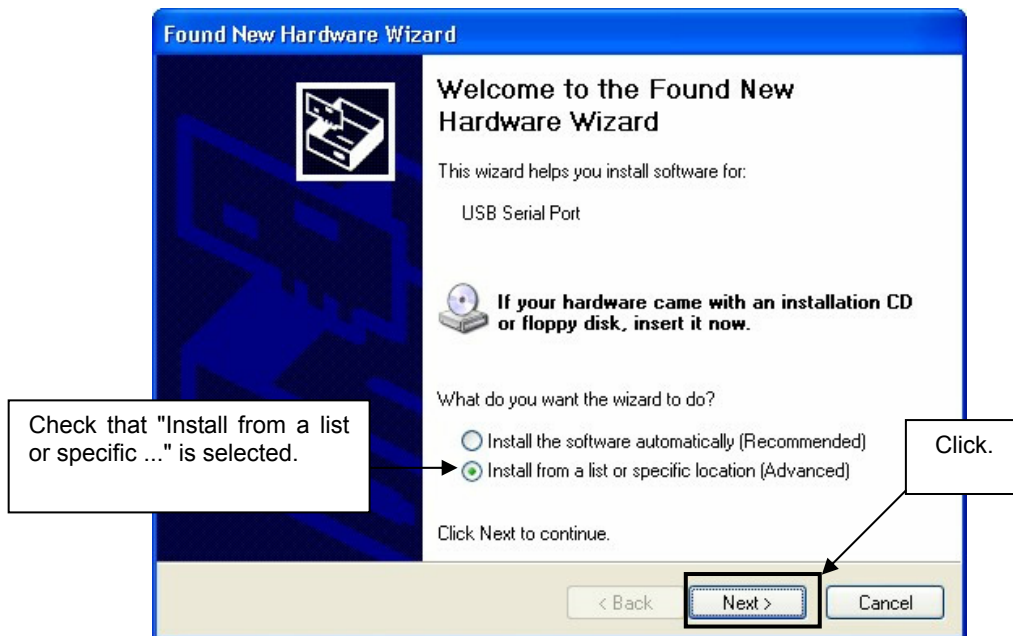 Found New Hardware Wizard
Welcome to the Found New
Hardware Wizard
This wizard helps you install software for:
USB Serial Port
If your hardware came with an installation CD
or floppy disk, insert it now.
What do you want the wizard to do?
Check that "Install from a list
or specific ..." is selected.
Install the software automatically (Recommended)
Install from a list or specific location (Advanced)
Click.
Click Next to continue.
< Back
Next >
Cancel